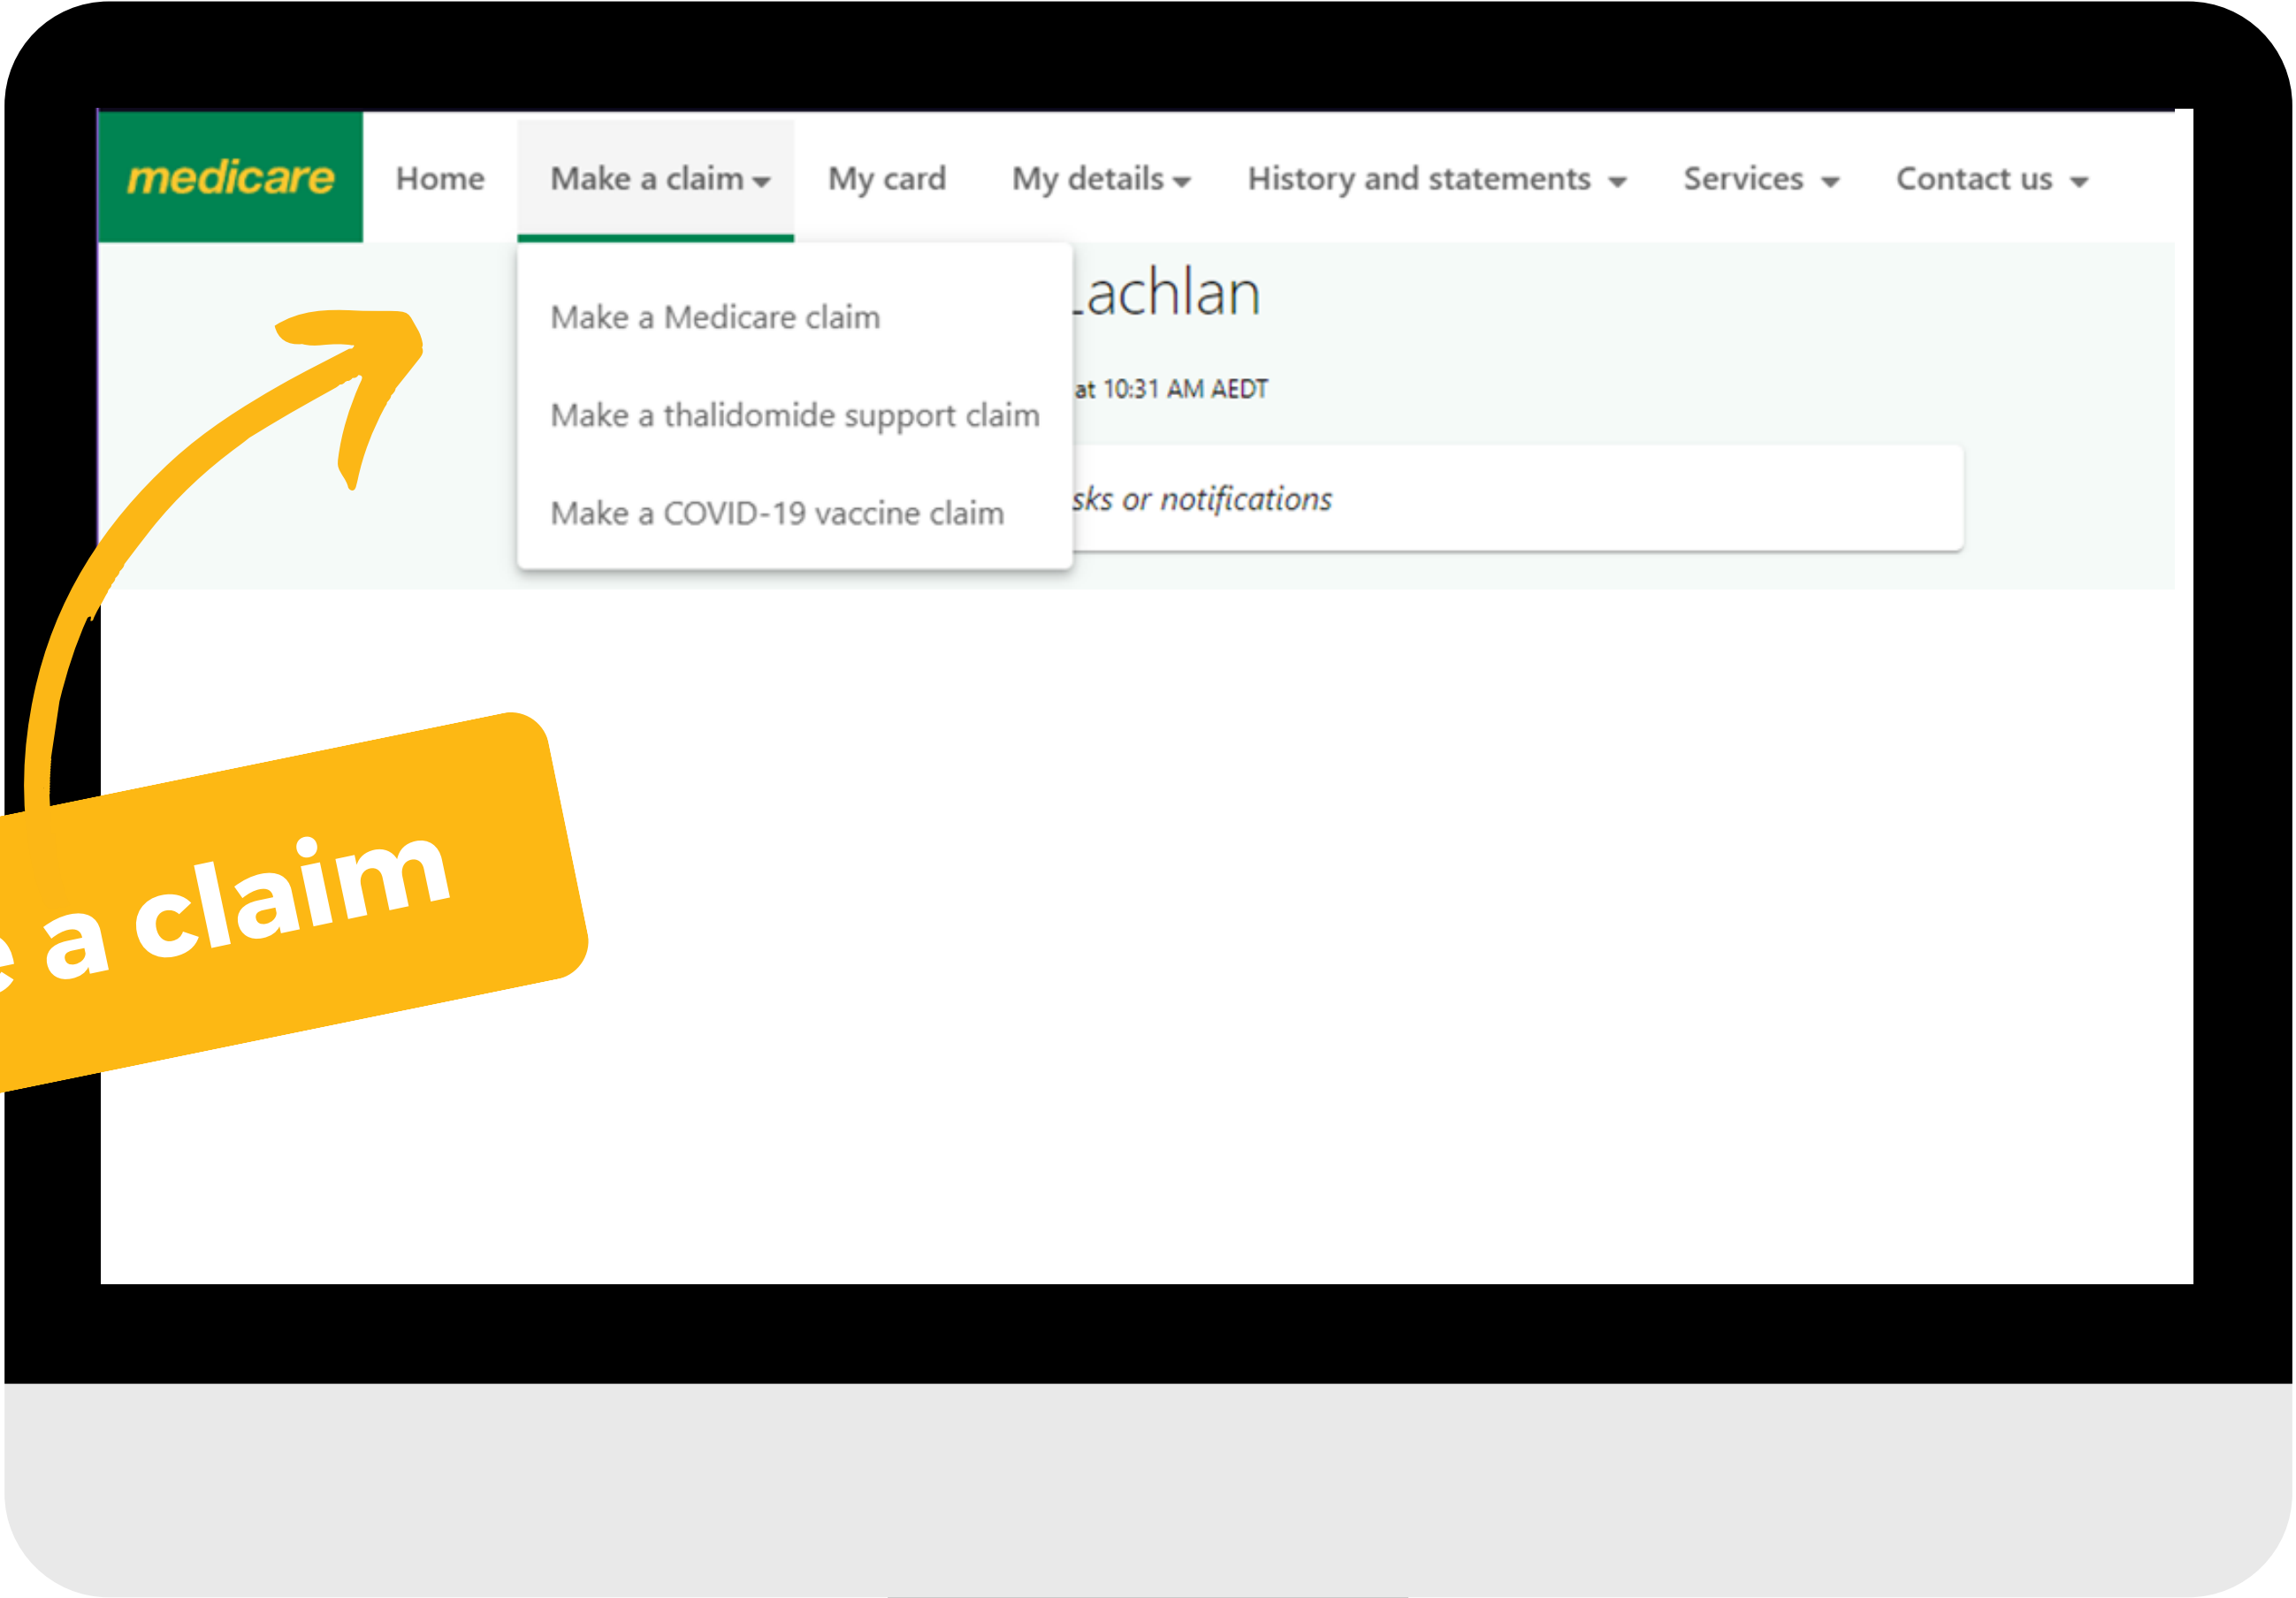 medicare Home Make a claim My card My details History and statements Services Contact us
Lachlan
Make a Medicare claim
at 10:31 AM AEDT
Make a thalidomide support claim
sks or notifications
Make a COVID-19 vaccine claim
a claim